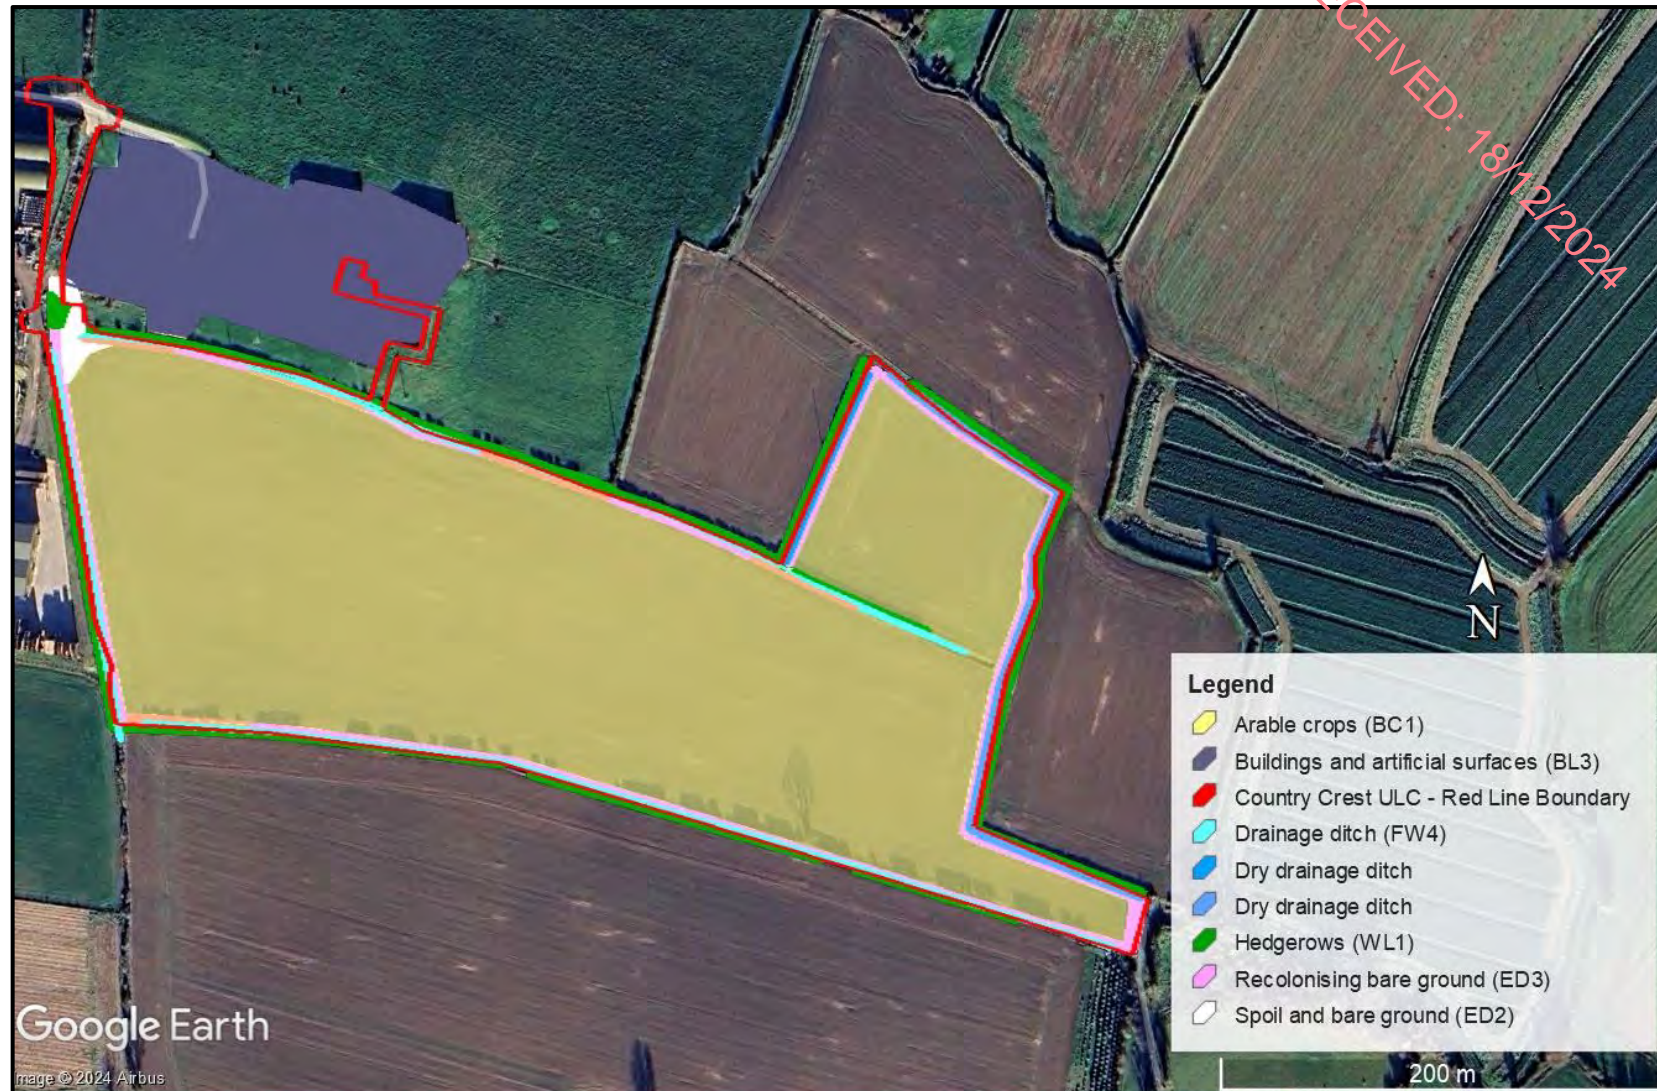 CEIVED: 18/12/2024
N
Legend
Arable crops (BC1)
Buildings and artificial surfaces (BL3)
Country Crest ULC - Red Line Boundary
Drainage ditch (FW4)
Dry drainage ditch
Dry drainage ditch
Hedgerows (WL1)
Recolonising bare ground (ED3)
Spoil and bare ground (ED2)
Google Earth
mage © 2024 Airbus
200 m